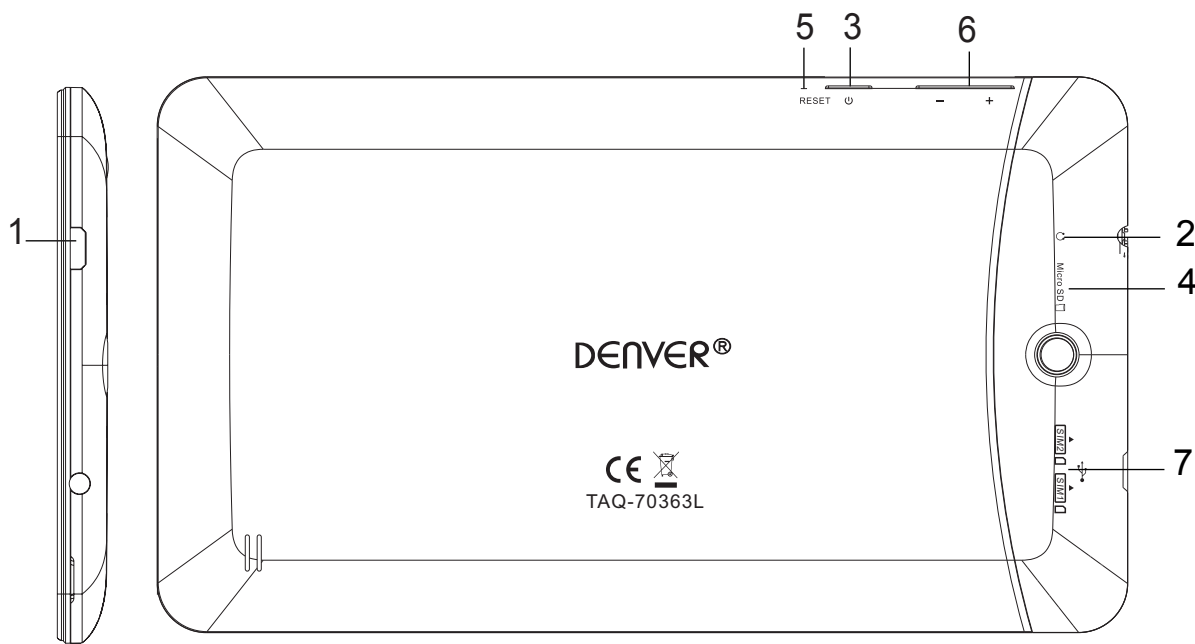 5 3 6
RESET - +
1
2
Micro SD
4
DENVER®
SIM2
7
SIM1
CE
TAQ-70363L